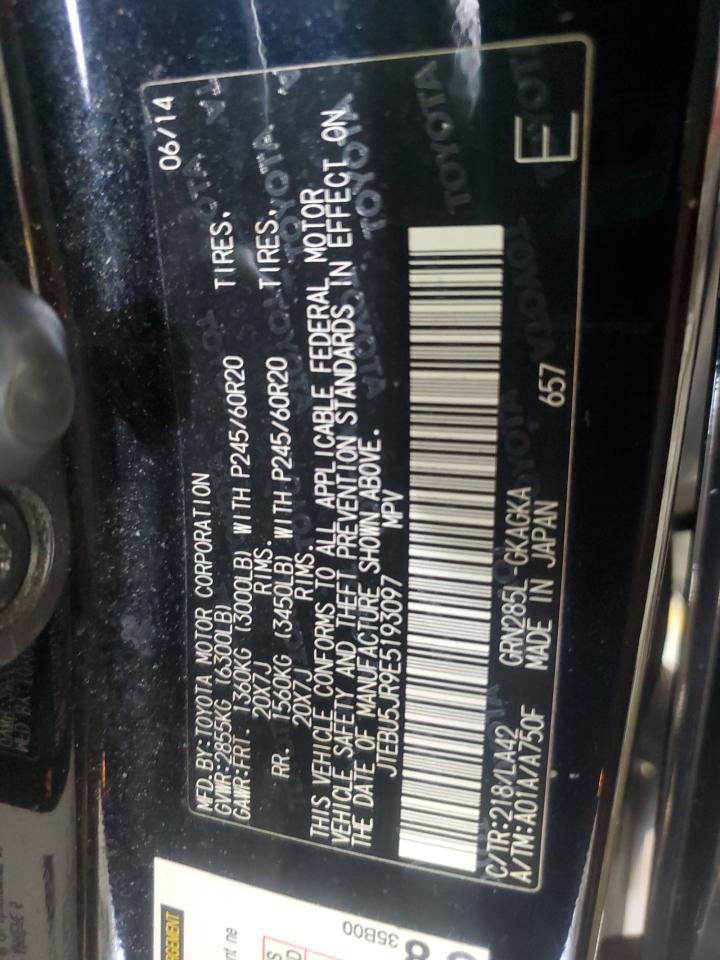 MFD. BY: TOYOTA MOTOR CORPORATION 06/14
GVWR: 2855KG (6300LB)
GAWR: FRT. 1360KG (3000LB) WITH P245/60R20 TIRES,
20X7J RIMS.
RR. 1560KG (3450LB) WITH P245/60R20 TIRES,
20X7J RIMS.
THIS VEHICLE CONFORMS TO ALL APPLICABLE FEDERAL MOTOR
VEHICLE SAFETY AND THEFT PREVENTION STANDARDS IN EFFECT ON
THE DATE OF MANUFACTURE SHOWN ABOVE.
JTEBU5JR9E5193097 MPV
C/TR: 218/LA42 GRN285L-GKAGKA
A/TM: A01A/A750F MADE IN JAPAN 657
E
TOYOTA
35B00